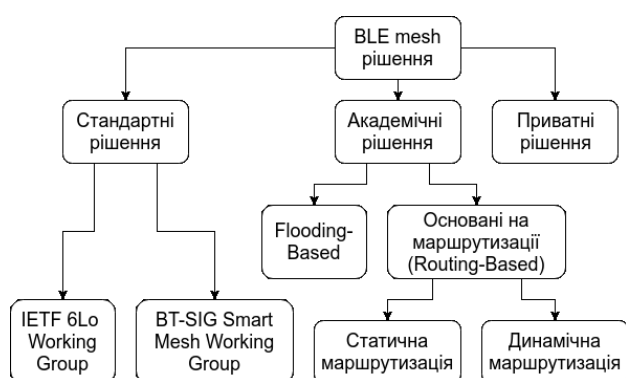 BLE mesh
рішення
Стандартні
рішення
Академічні
рішення
Приватні
рішення
Flooding-
Based
Основані на
маршрутизації
(Routing-Based)
IETF 6Lo
Working
Group
BT-SIG Smart
Mesh Working
Group
Статична
маршрутизація
Динамічна
маршрутизація